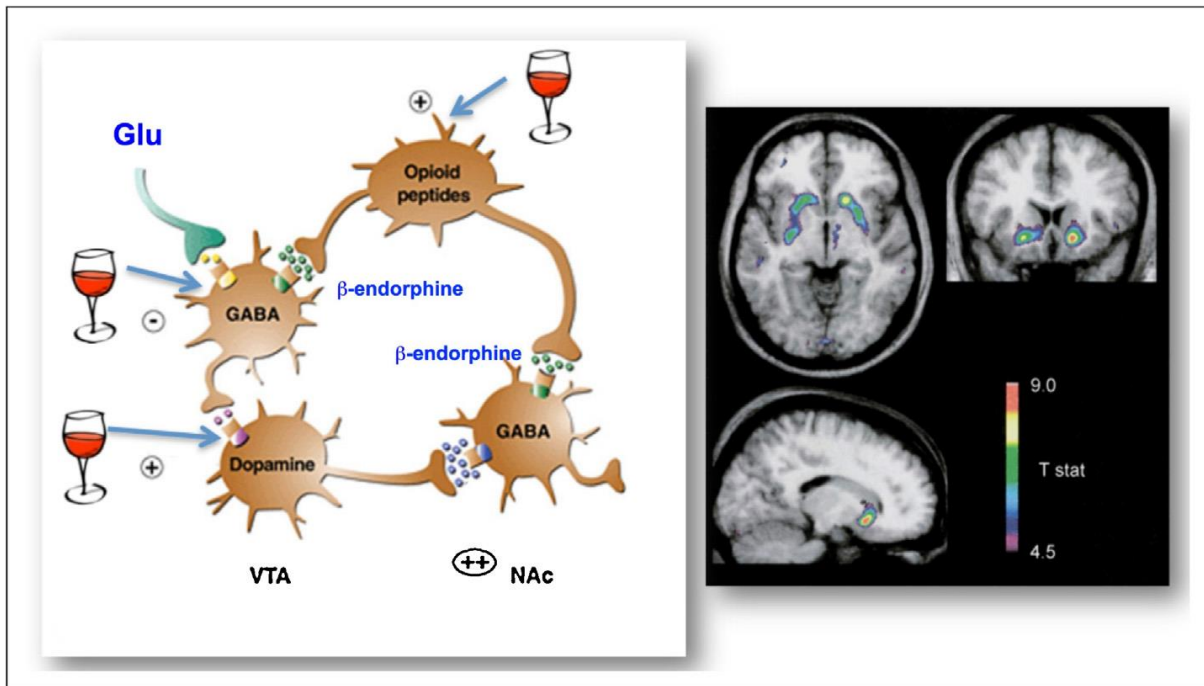 +
Glu
Opioid
peptides
β-endorphine
GABA
-
β-endorphine
GABA
+
Dopamine
VTA
++ NAc
9.0
T stat
4.5